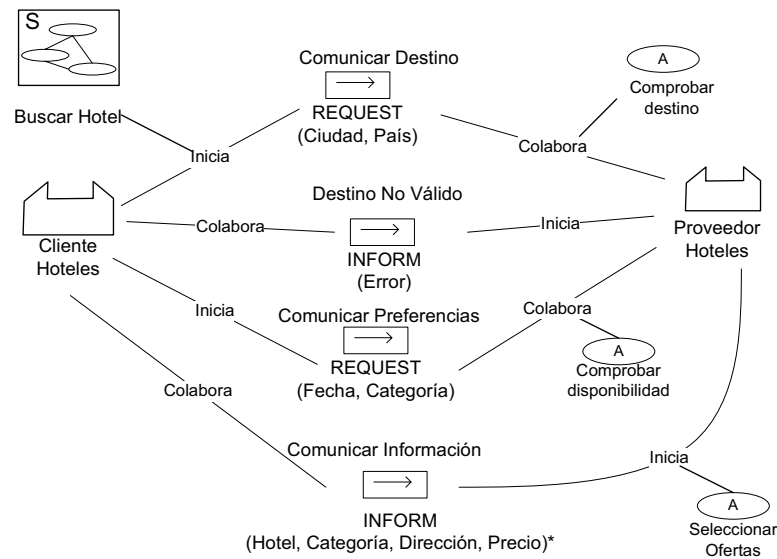 S
Buscar Hotel
Comunicar Destino
REQUEST
(Ciudad, País)
Inicia
Colabora
A
Comprobar
destino
Cliente
Hoteles
Colabora
Destino No Válido
INFORM
(Error)
Inicia
Proveedor
Hoteles
Inicia
Comunicar Preferencias
REQUEST
(Fecha, Categoría)
Colabora
A
Comprobar
disponibilidad
Colabora
Comunicar Información
INFORM
(Hotel, Categoría, Dirección, Precio)*
Inicia
A
Seleccionar
Ofertas